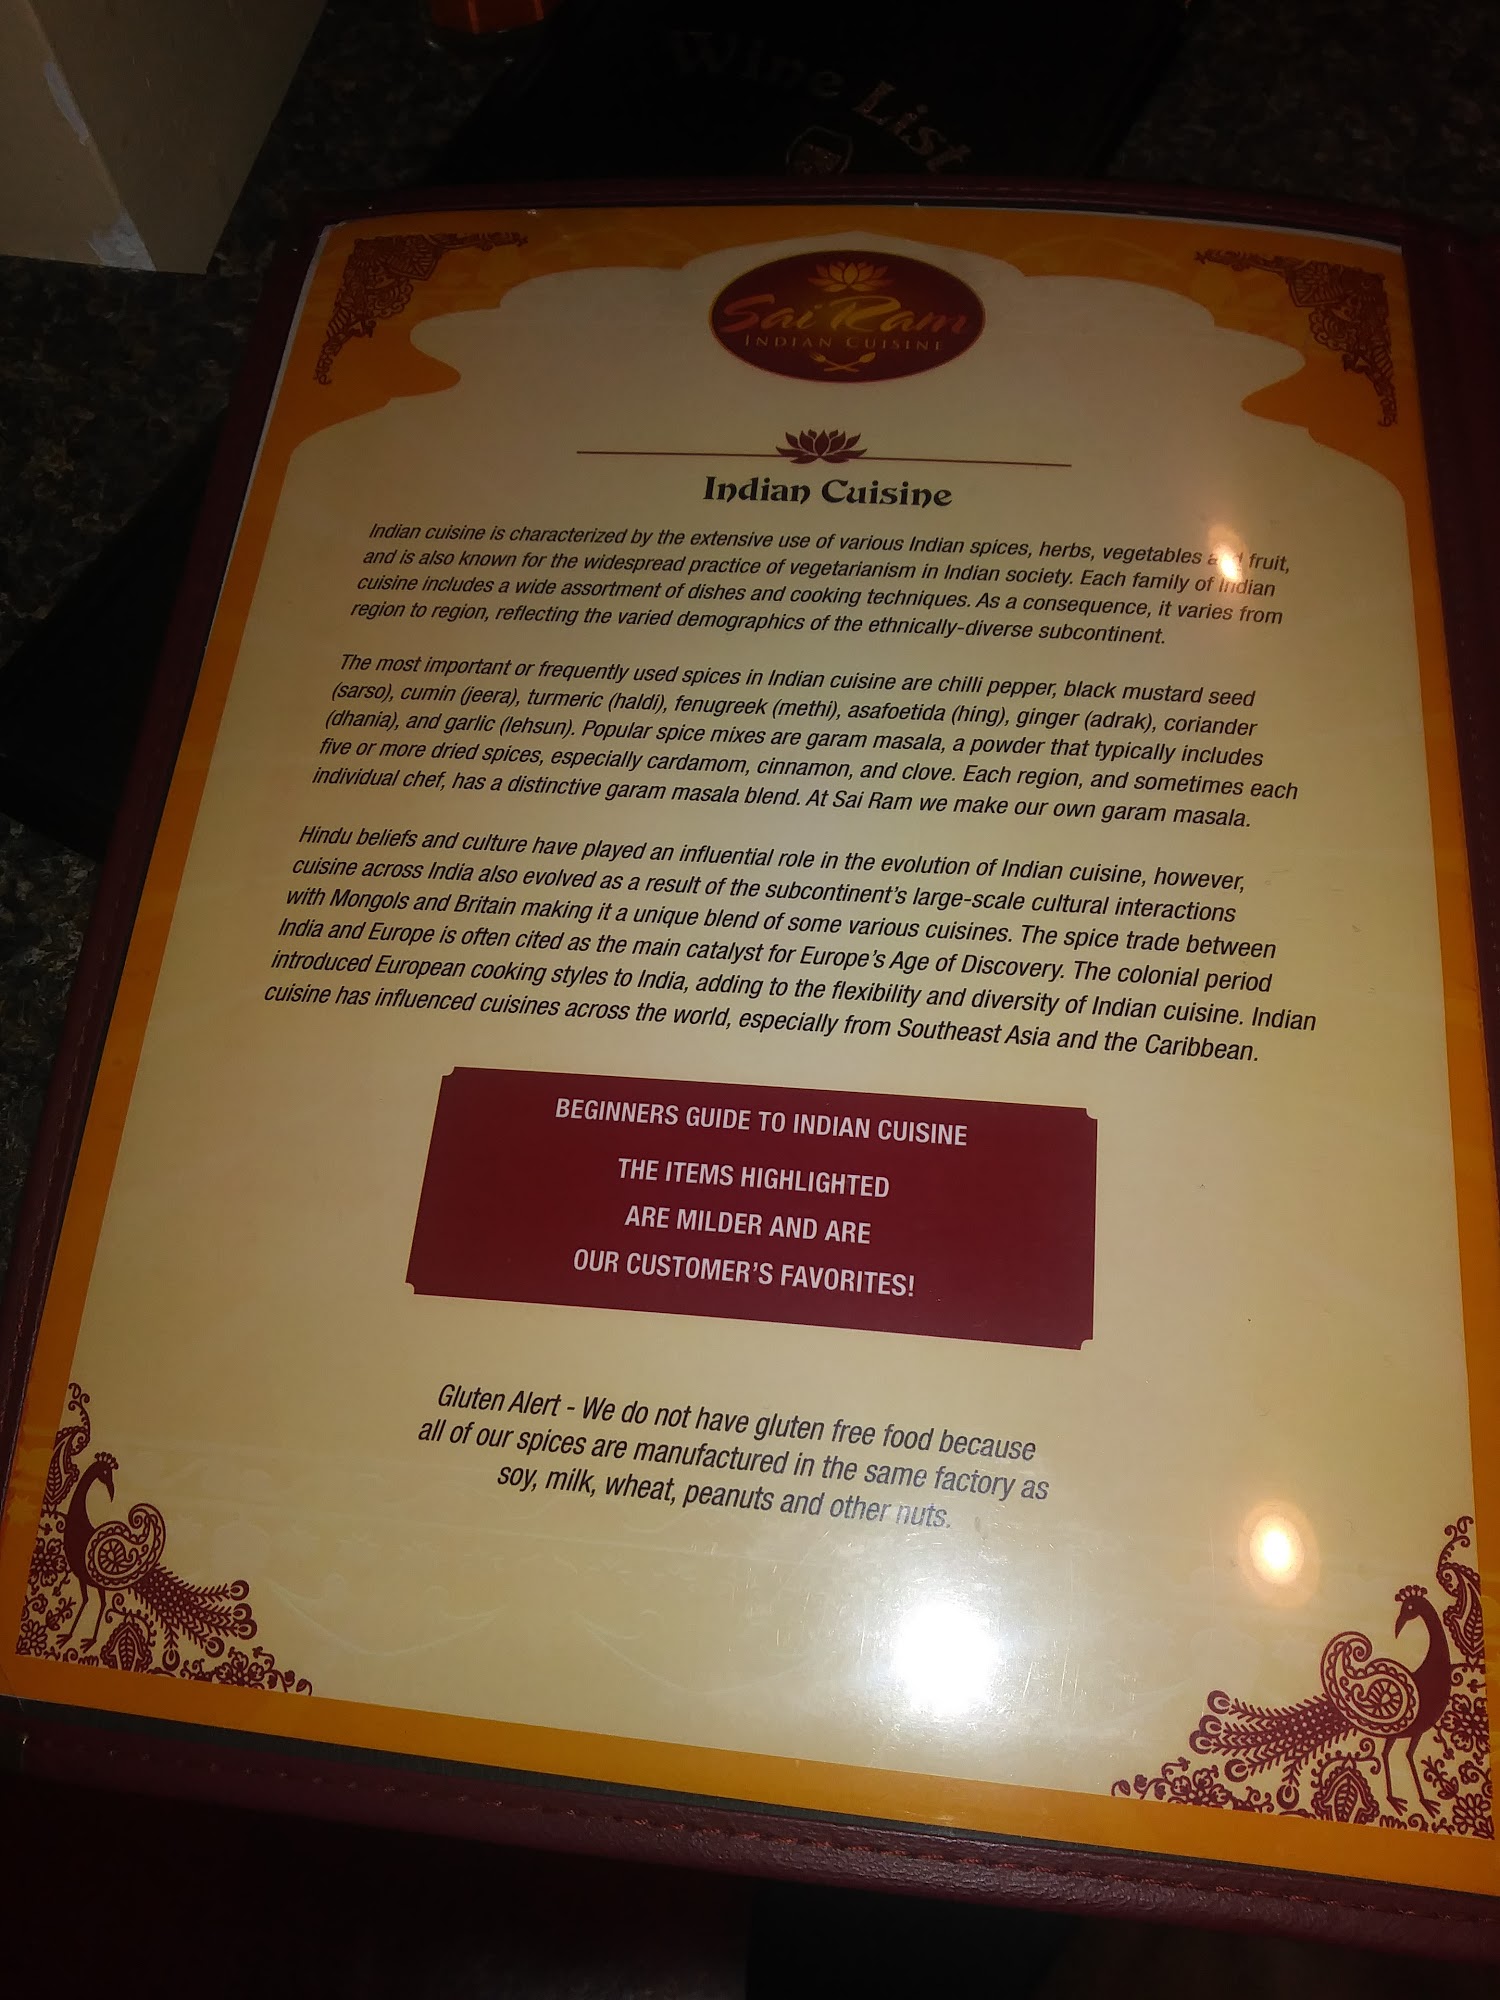 Wine List
Sai Ram
INDIAN CUISINE
Indian Cuisine
Indian cuisine is characterized by the extensive use of various Indian spices, herbs, vegetables and fruit,
and is also known for the widespread practice of vegetarianism in Indian society. Each family of Indian
cuisine includes a wide assortment of dishes and cooking techniques. As a consequence, it varies from
region to region, reflecting the varied demographics of the ethnically-diverse subcontinent.
The most important or frequently used spices in Indian cuisine are chilli pepper, black mustard seed
(sarso), cumin (jeera), turmeric (haldi), fenugreek (methi), asafoetida (hing), ginger (adrak), coriander
(dhania), and garlic (lehsun). Popular spice mixes are garam masala, a powder that typically includes
five or more dried spices, especially cardamom, cinnamon, and clove. Each region, and sometimes each
individual chef, has a distinctive garam masala blend. At Sai Ram we make our own garam masala.
Hindu beliefs and culture have played an influential role in the evolution of Indian cuisine, however,
cuisine across India also evolved as a result of the subcontinent's large-scale cultural interactions
with Mongols and Britain making it a unique blend of some various cuisines. The spice trade between
India and Europe is often cited as the main catalyst for Europe's Age of Discovery. The colonial period
introduced European cooking styles to India, adding to the flexibility and diversity of Indian cuisine. Indian
cuisine has influenced cuisines across the world, especially from Southeast Asia and the Caribbean.
BEGINNERS GUIDE TO INDIAN CUISINE
THE ITEMS HIGHLIGHTED
ARE MILDER AND ARE
OUR CUSTOMER'S FAVORITES!
Gluten Alert - We do not have gluten free food because
all of our spices are manufactured in the same factory as
soy, milk, wheat, peanuts and other nuts.